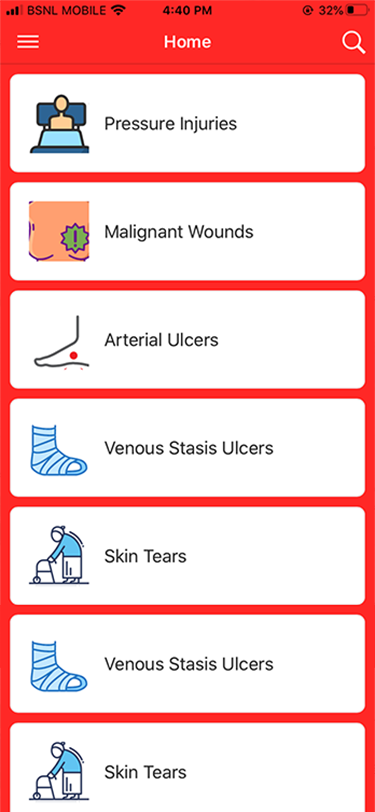 BSNL MOBILE 4:40 PM 32%
Home
Pressure Injuries
Malignant Wounds
Arterial Ulcers
Venous Stasis Ulcers
Skin Tears
Venous Stasis Ulcers
Skin Tears